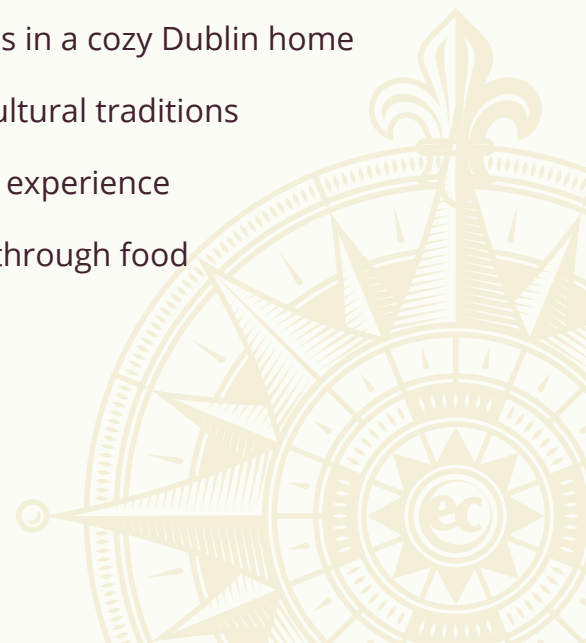 s in a cozy Dublin home
ultural traditions
experience
through food
ec